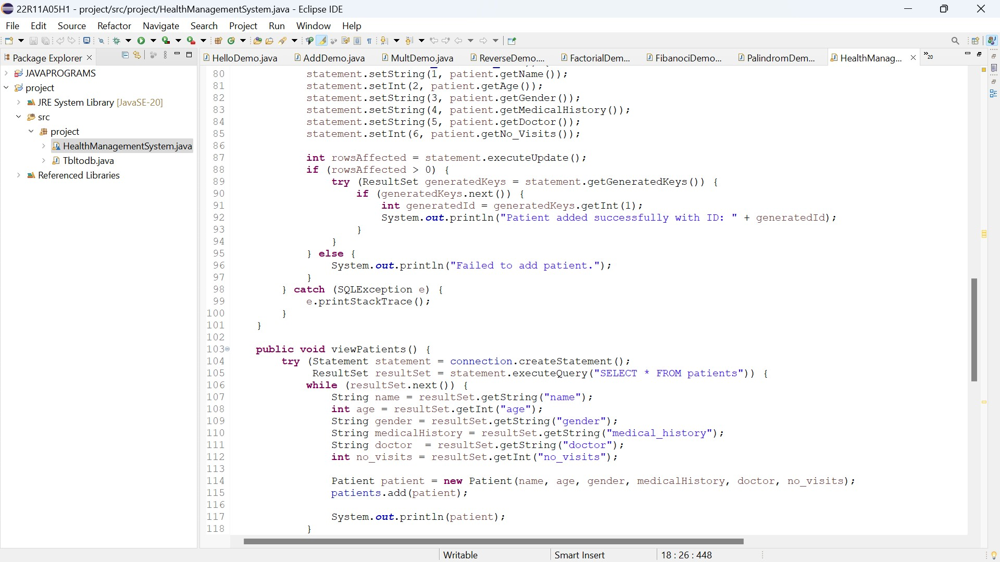 22R11A05H1 - project/src/project/HealthManagementSystem.java - Eclipse IDE
File Edit Source Refactor Navigate Search Project Run Window Help
Package Explorer
HelloDemo.java AddDemo.java MultDemo.java ReverseDemo.... FactorialDem... FibanociDemo... PalindromDem... HealthManag... 20
JAVAPROGRAMS
project
JRE System Library [JavaSE-20]
src
project
HealthManagementSystem.java
Tbltodb.java
Referenced Libraries
80 statement.setString(1, patient.getName());
81 statement.setInt(2, patient.getAge());
82 statement.setString(3, patient.getGender());
83 statement.setString(4, patient.getMedicalHistory());
84 statement.setString(5, patient.getDoctor());
85 statement.setInt(6, patient.getNo_Visits());
86
87 int rowsAffected = statement.executeUpdate();
88 if (rowsAffected > 0) {
89 try (ResultSet generatedKeys = statement.getGeneratedKeys()) {
90 if (generatedKeys.next()) {
91 int generatedId = generatedKeys.getInt(1);
92 System.out.println("Patient added successfully with ID: " + generatedId);
93 }
94 }
95 } else {
96 System.out.println("Failed to add patient.");
97 }
98 } catch (SQLException e) {
99 e.printStackTrace();
100 }
101 }
102
103 public void viewPatients() {
104 try (Statement statement = connection.createStatement();
105 ResultSet resultSet = statement.executeQuery("SELECT * FROM patients")) {
106 while (resultSet.next()) {
107 String name = resultSet.getString("name");
108 int age = resultSet.getInt("age");
109 String gender = resultSet.getString("gender");
110 String medicalHistory = resultSet.getString("medical_history");
111 String doctor = resultSet.getString("doctor");
112 int no_visits = resultSet.getInt("no_visits");
113
114 Patient patient = new Patient(name, age, gender, medicalHistory, doctor, no_visits);
115 patients.add(patient);
116
117 System.out.println(patient);
118 }
Writable Smart Insert 18 : 26 : 448